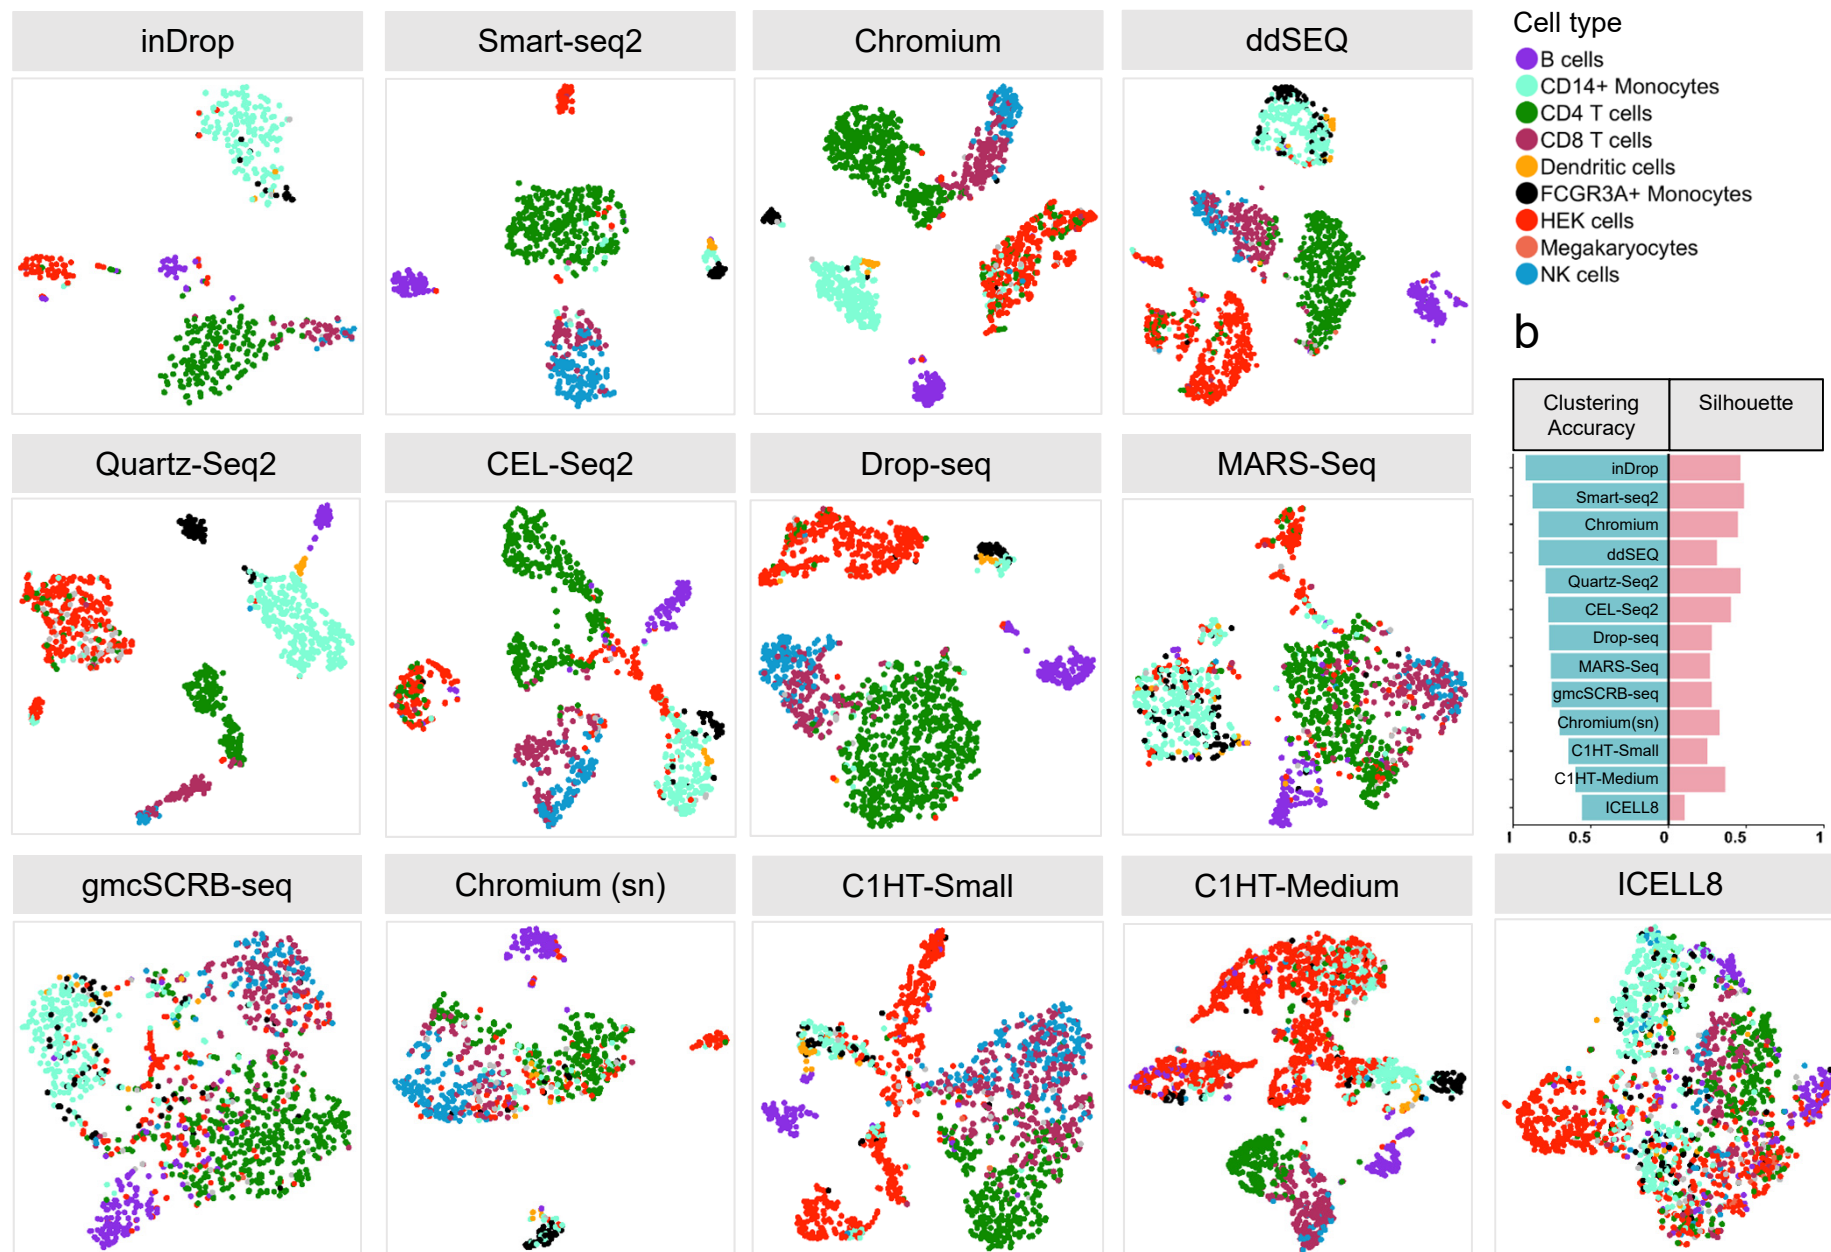 inDrop
Smart-seq2
Chromium
ddSEQ
Cell type
B cells
CD14+ Monocytes
CD4 T cells
CD8 T cells
Dendritic cells
FCGR3A+ Monocytes
HEK cells
Megakaryocytes
NK cells
b
Clustering
Accuracy
Silhouette
inDrop
Smart-seq2
Chromium
ddSEQ
Quartz-Seq2
CEL-Seq2
Drop-seq
MARS-Seq
gmcSCRB-seq
Chromium(sn)
C1HT-Small
C1HT-Medium
ICELL8
1 0.5 0 0.5 1
Quartz-Seq2
CEL-Seq2
Drop-seq
MARS-Seq
gmcSCRB-seq
Chromium (sn)
C1HT-Small
C1HT-Medium
ICELL8